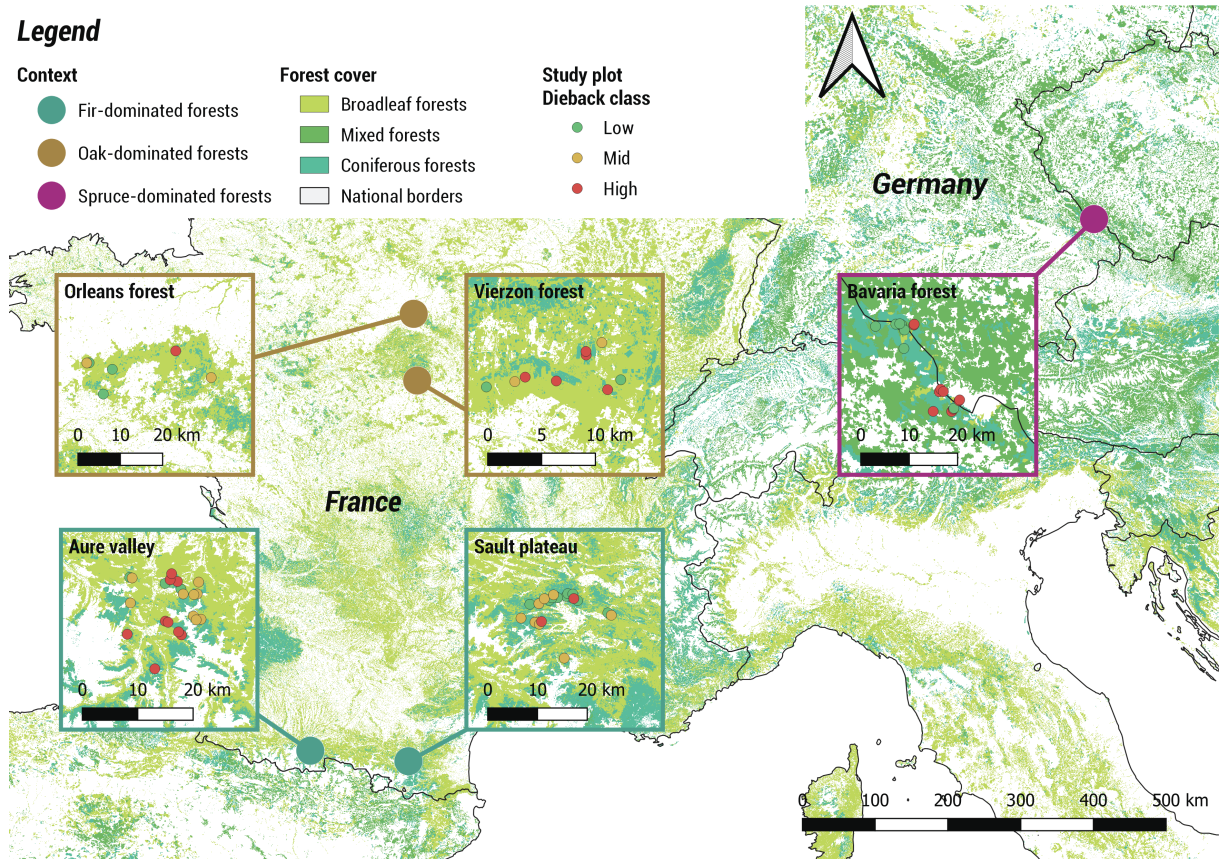 Legend
Context
Fir-dominated forests
Oak-dominated forests
Spruce-dominated forests
Forest cover
Broadleaf forests
Mixed forests
Coniferous forests
National borders
Study plot
Dieback class
Low
Mid
High
Germany
Orleans forest
0 10 20 km
Vierzon forest
0 5 10 km
Bavaria forest
0 10 20 km
France
Aure valley
0 10 20 km
Sault plateau
0 10 20 km
0 100 200 300 400 500 km